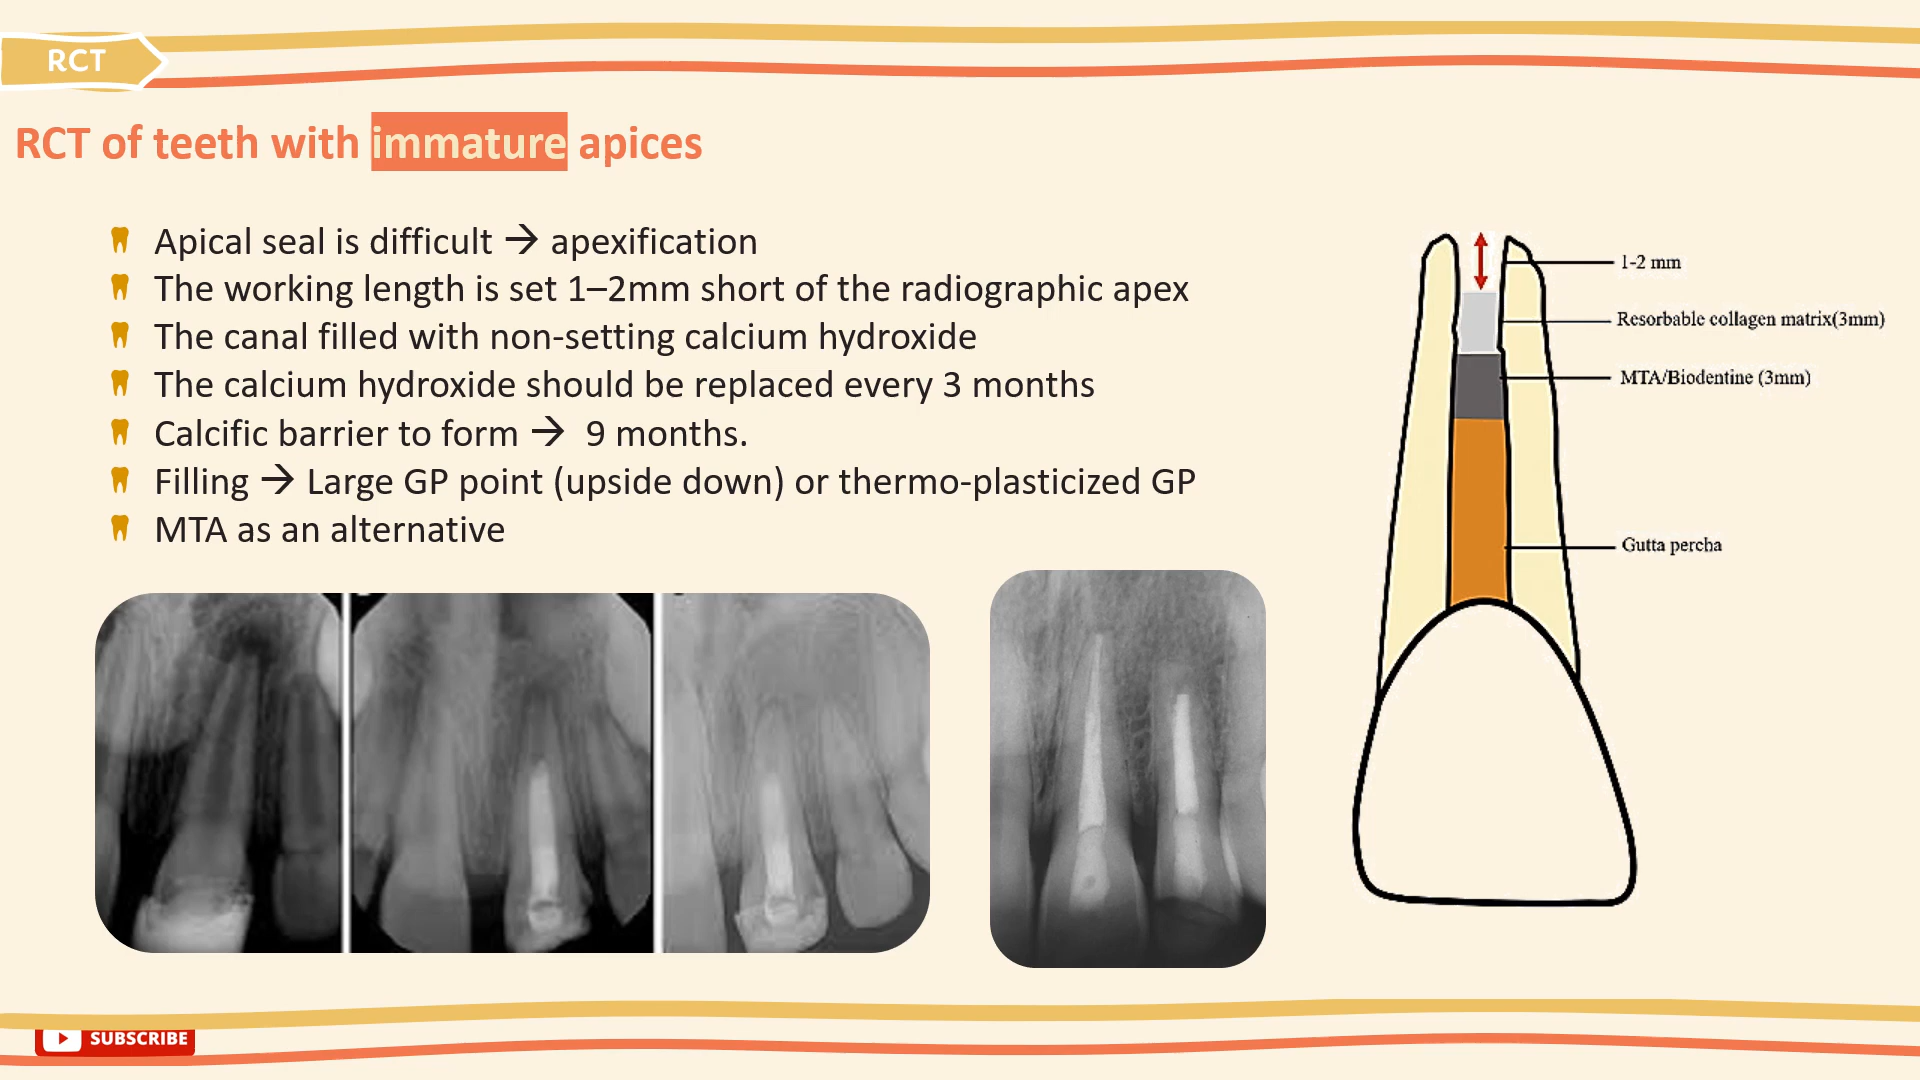 RCT
RCT of teeth with immature apices
Apical seal is difficult → apexification
The working length is set 1–2mm short of the radiographic apex
The canal filled with non-setting calcium hydroxide
The calcium hydroxide should be replaced every 3 months
Calcific barrier to form → 9 months.
Filling → Large GP point (upside down) or thermo-plasticized GP
MTA as an alternative
1-2 mm
Resorbable collagen matrix(3mm)
MTA/Biodentine (3mm)
Gutta percha
SUBSCRIBE